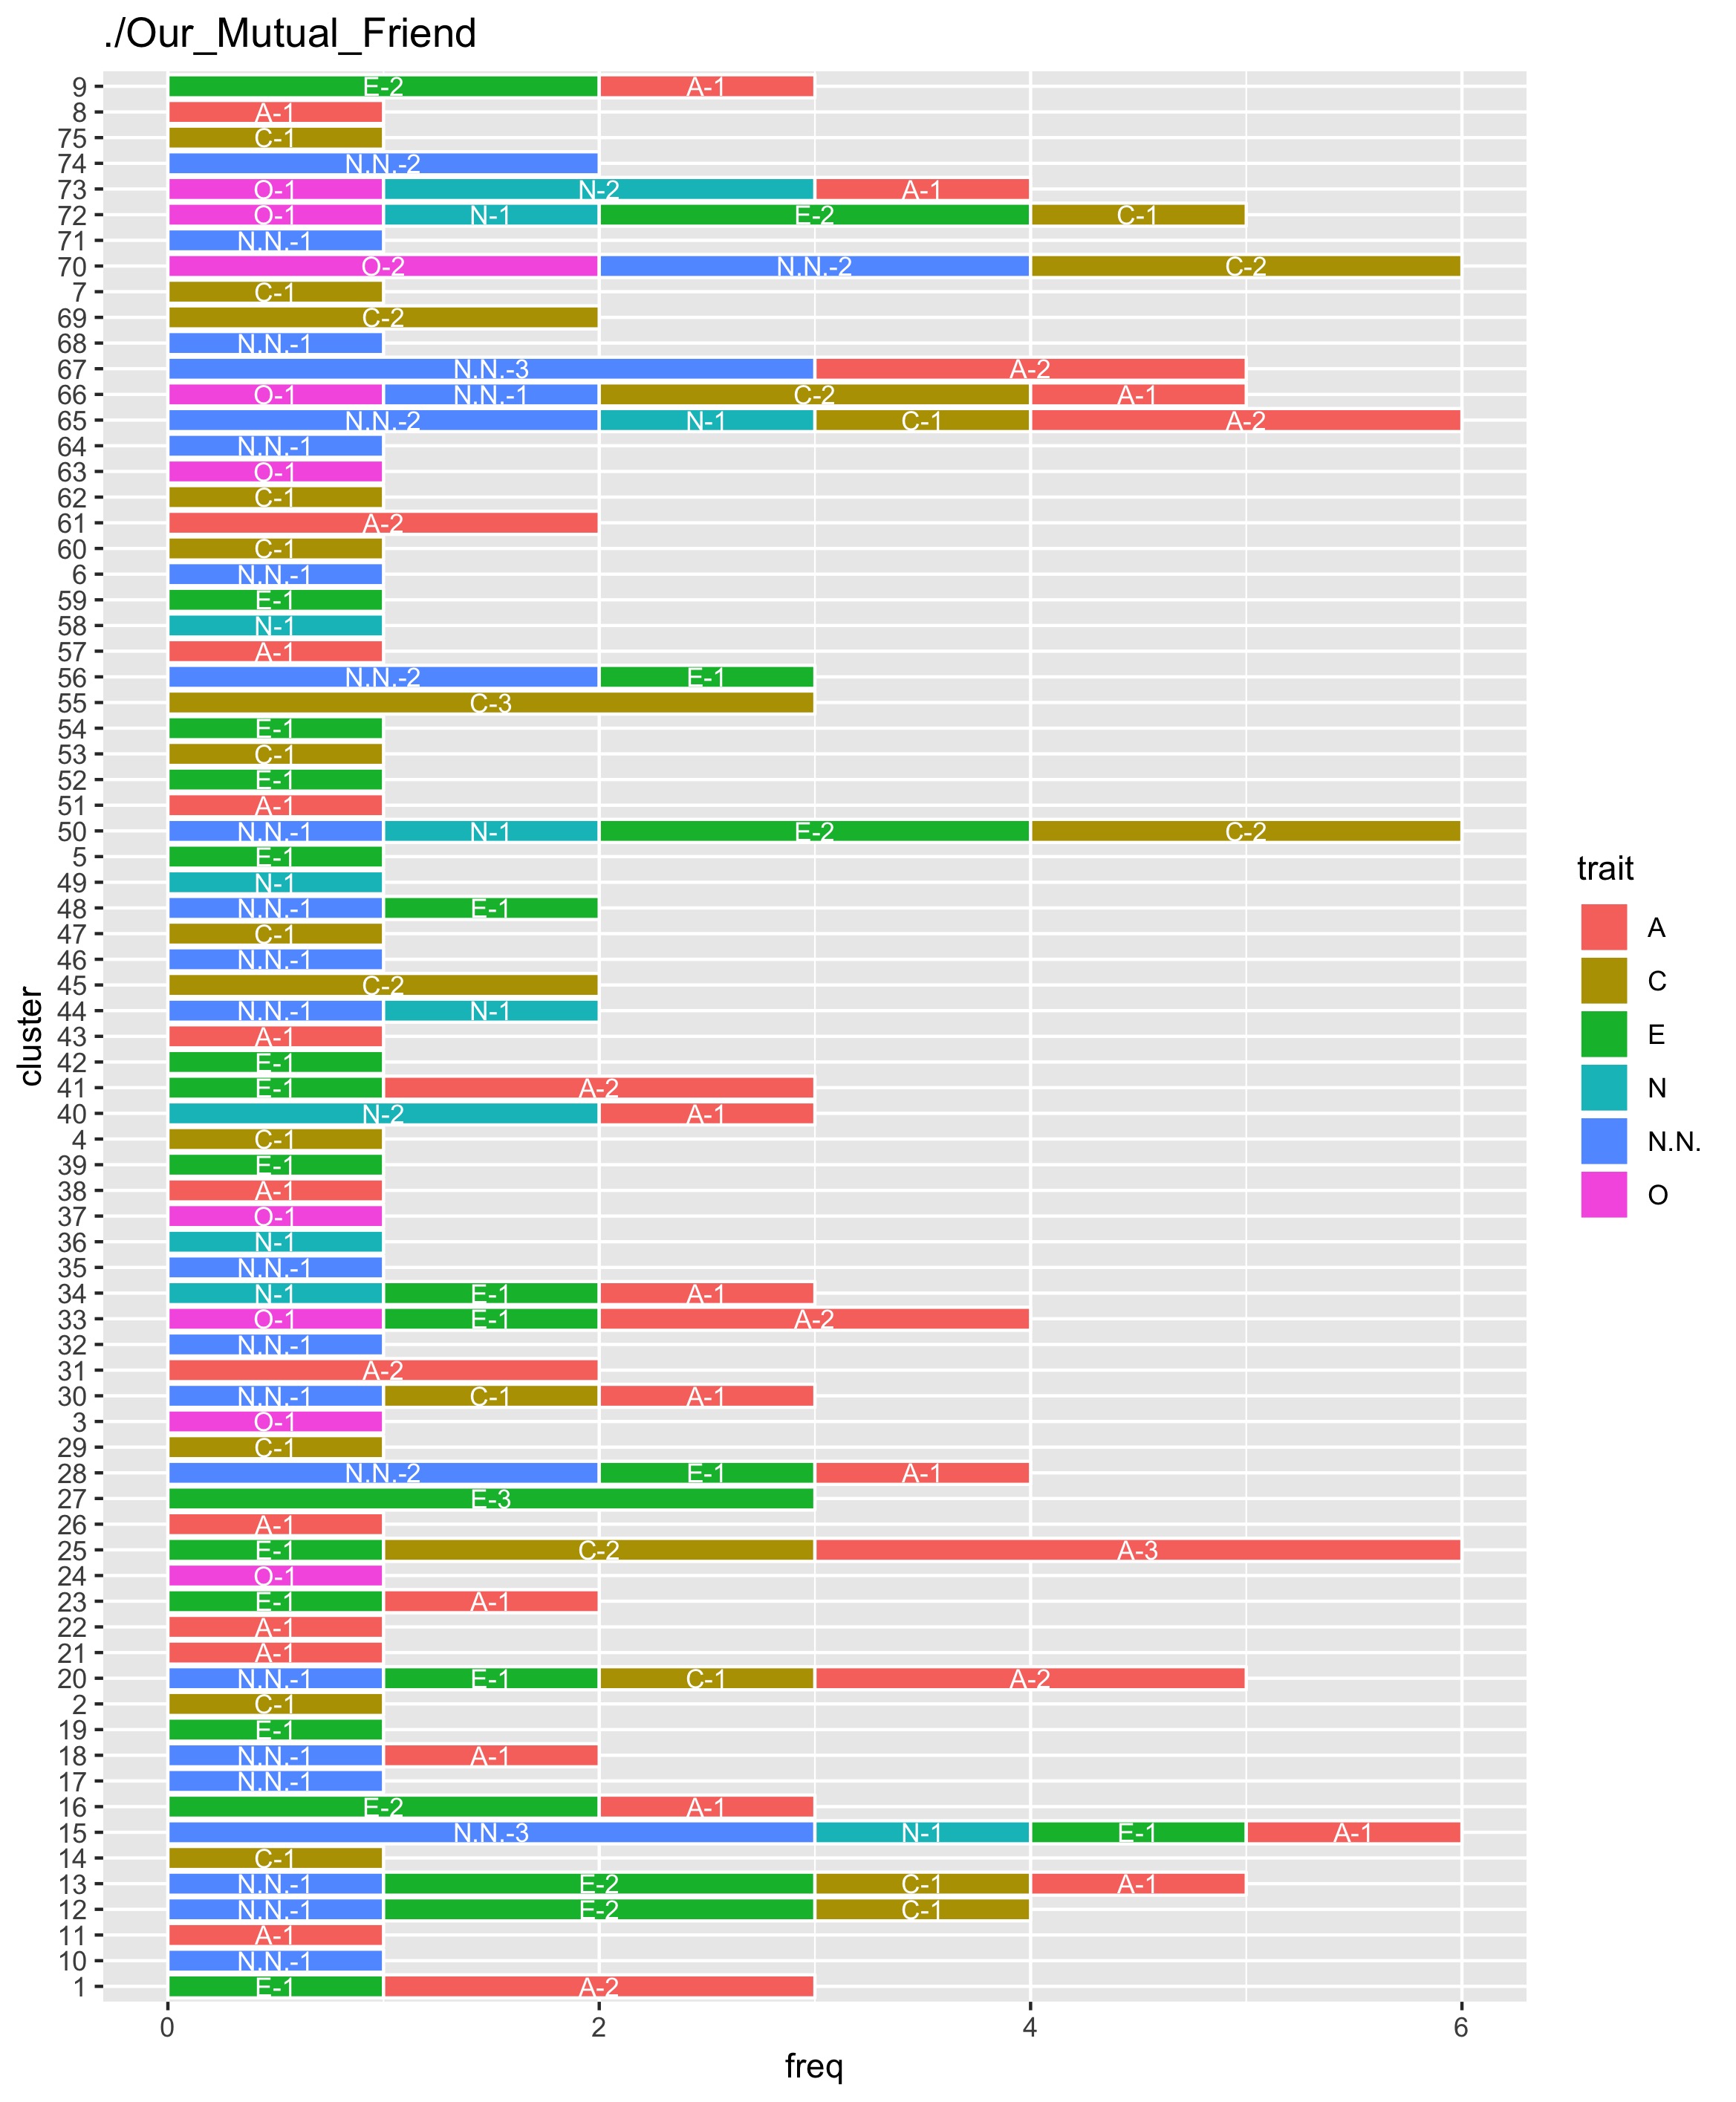 ./Our_Mutual_Friend
9 E-2 A-1
8 A-1
75 C-1
74 N.N.-2
73 O-1 N-2 A-1
72 O-1 N-1 E-2 C-1
71 N.N.-1
70 O-2 N.N.-2 C-2
7 C-1
69 C-2
68 N.N.-1
67 N.N.-3 A-2
66 O-1 N.N.-1 C-2 A-1
65 N.N.-2 N-1 C-1 A-2
64 N.N.-1
63 O-1
62 C-1
61 A-2
60 C-1
6 N.N.-1
59 E-1
58 N-1
57 A-1
56 N.N.-2 E-1
55 C-3
54 E-1
53 C-1
52 E-1
51 A-1
50 N.N.-1 N-1 E-2 C-2
5 E-1
49 N-1
48 N.N.-1 E-1
47 C-1
46 N.N.-1
45 C-2
44 N.N.-1 N-1
43 A-1
42 E-1
41 E-1 A-2
40 N-2 A-1
4 C-1
39 E-1
38 A-1
37 O-1
36 N-1
35 N.N.-1
34 N-1 E-1 A-1
33 O-1 E-1 A-2
32 N.N.-1
31 A-2
30 N.N.-1 C-1 A-1
3 O-1
29 C-1
28 N.N.-2 E-1 A-1
27 E-3
26 A-1
25 E-1 C-2 A-3
24 O-1
23 E-1 A-1
22 A-1
21 A-1
20 N.N.-1 E-1 C-1 A-2
2 C-1
19 E-1
18 N.N.-1 A-1
17 N.N.-1
16 E-2 A-1
15 N.N.-3 N-1 E-1 A-1
14 C-1
13 N.N.-1 E-2 C-1 A-1
12 N.N.-1 E-2 C-1
11 A-1
10 N.N.-1
1 E-1 A-2
0 2 4 6
freq
cluster
trait
A
C
E
N
N.N.
O